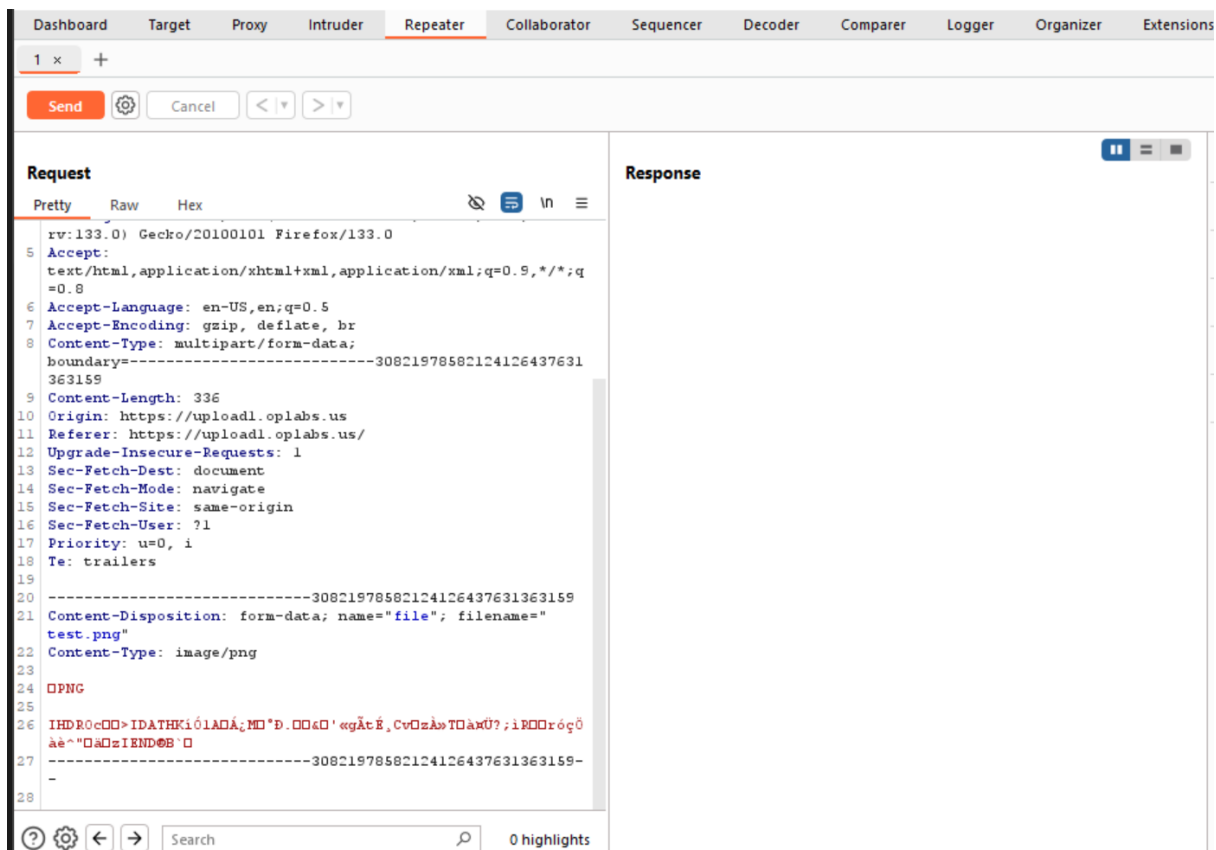 Dashboard Target Proxy Intruder Repeater Collaborator Sequencer Decoder Comparer Logger Organizer Extensions
1 × +
Send Cancel < >
Request
Response
Pretty Raw Hex \n
rv:133.0) Gecko/20100101 Firefox/133.0
5 Accept:
text/html,application/xhtml+xml,application/xml;q=0.9,*/*;q
=0.8
6 Accept-Language: en-US,en;q=0.5
7 Accept-Encoding: gzip, deflate, br
8 Content-Type: multipart/form-data;
boundary=---------------------------30821978582124126437631
363159
9 Content-Length: 336
10 Origin: https://upload1.oplabs.us
11 Referer: https://upload1.oplabs.us/
12 Upgrade-Insecure-Requests: 1
13 Sec-Fetch-Dest: document
14 Sec-Fetch-Mode: navigate
15 Sec-Fetch-Site: same-origin
16 Sec-Fetch-User: ?1
17 Priority: u=0, i
18 Te: trailers
19
20 -----------------------------30821978582124126437631363159
21 Content-Disposition: form-data; name="file"; filename="
test.png"
22 Content-Type: image/png
23
24 PNG
25
26
27 -----------------------------30821978582124126437631363159-
-
28
Search 0 highlights